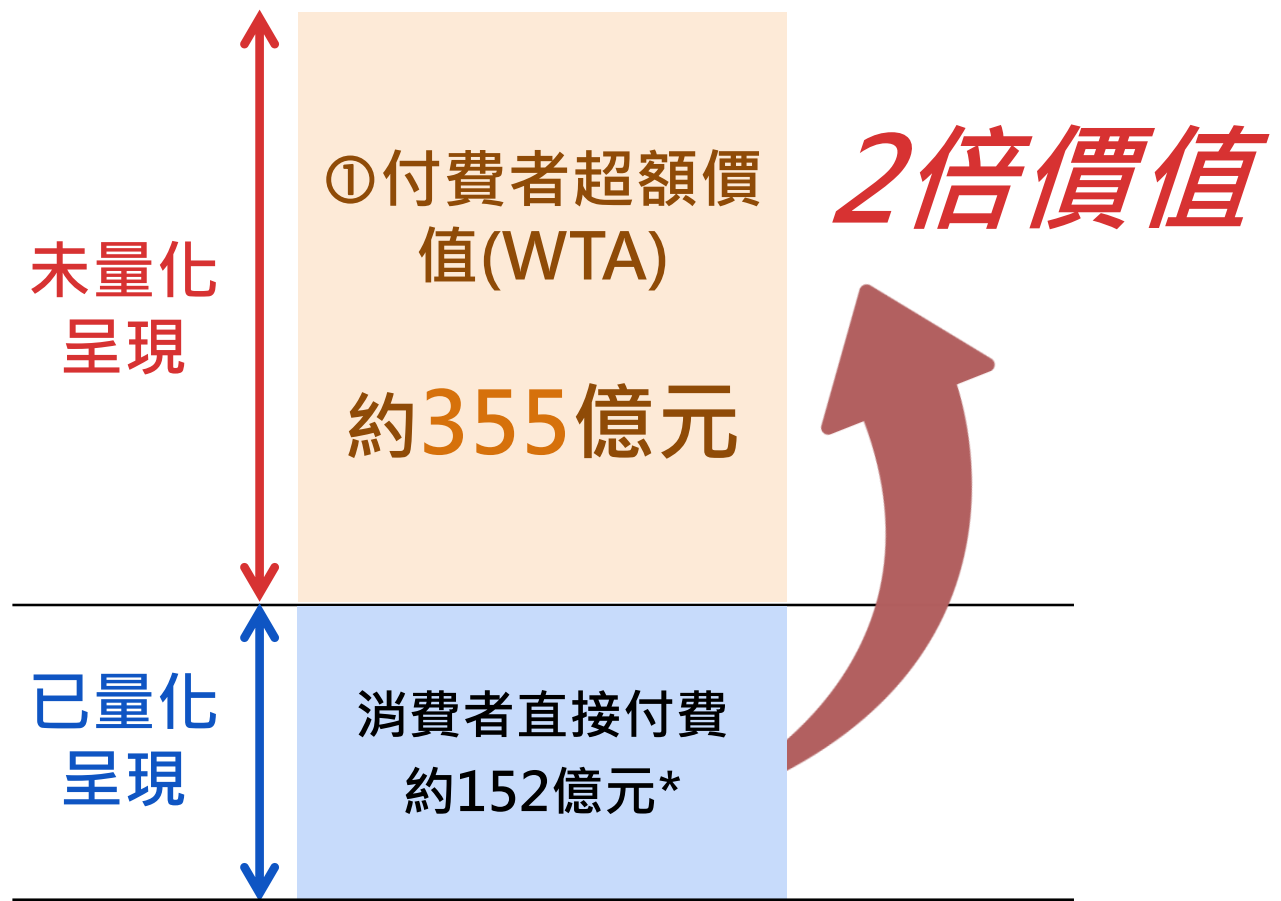 ①付費者超額價
值(WTA)
約355億元
2倍價值
未量化
呈現
已量化
呈現
消費者直接付費
約152億元*